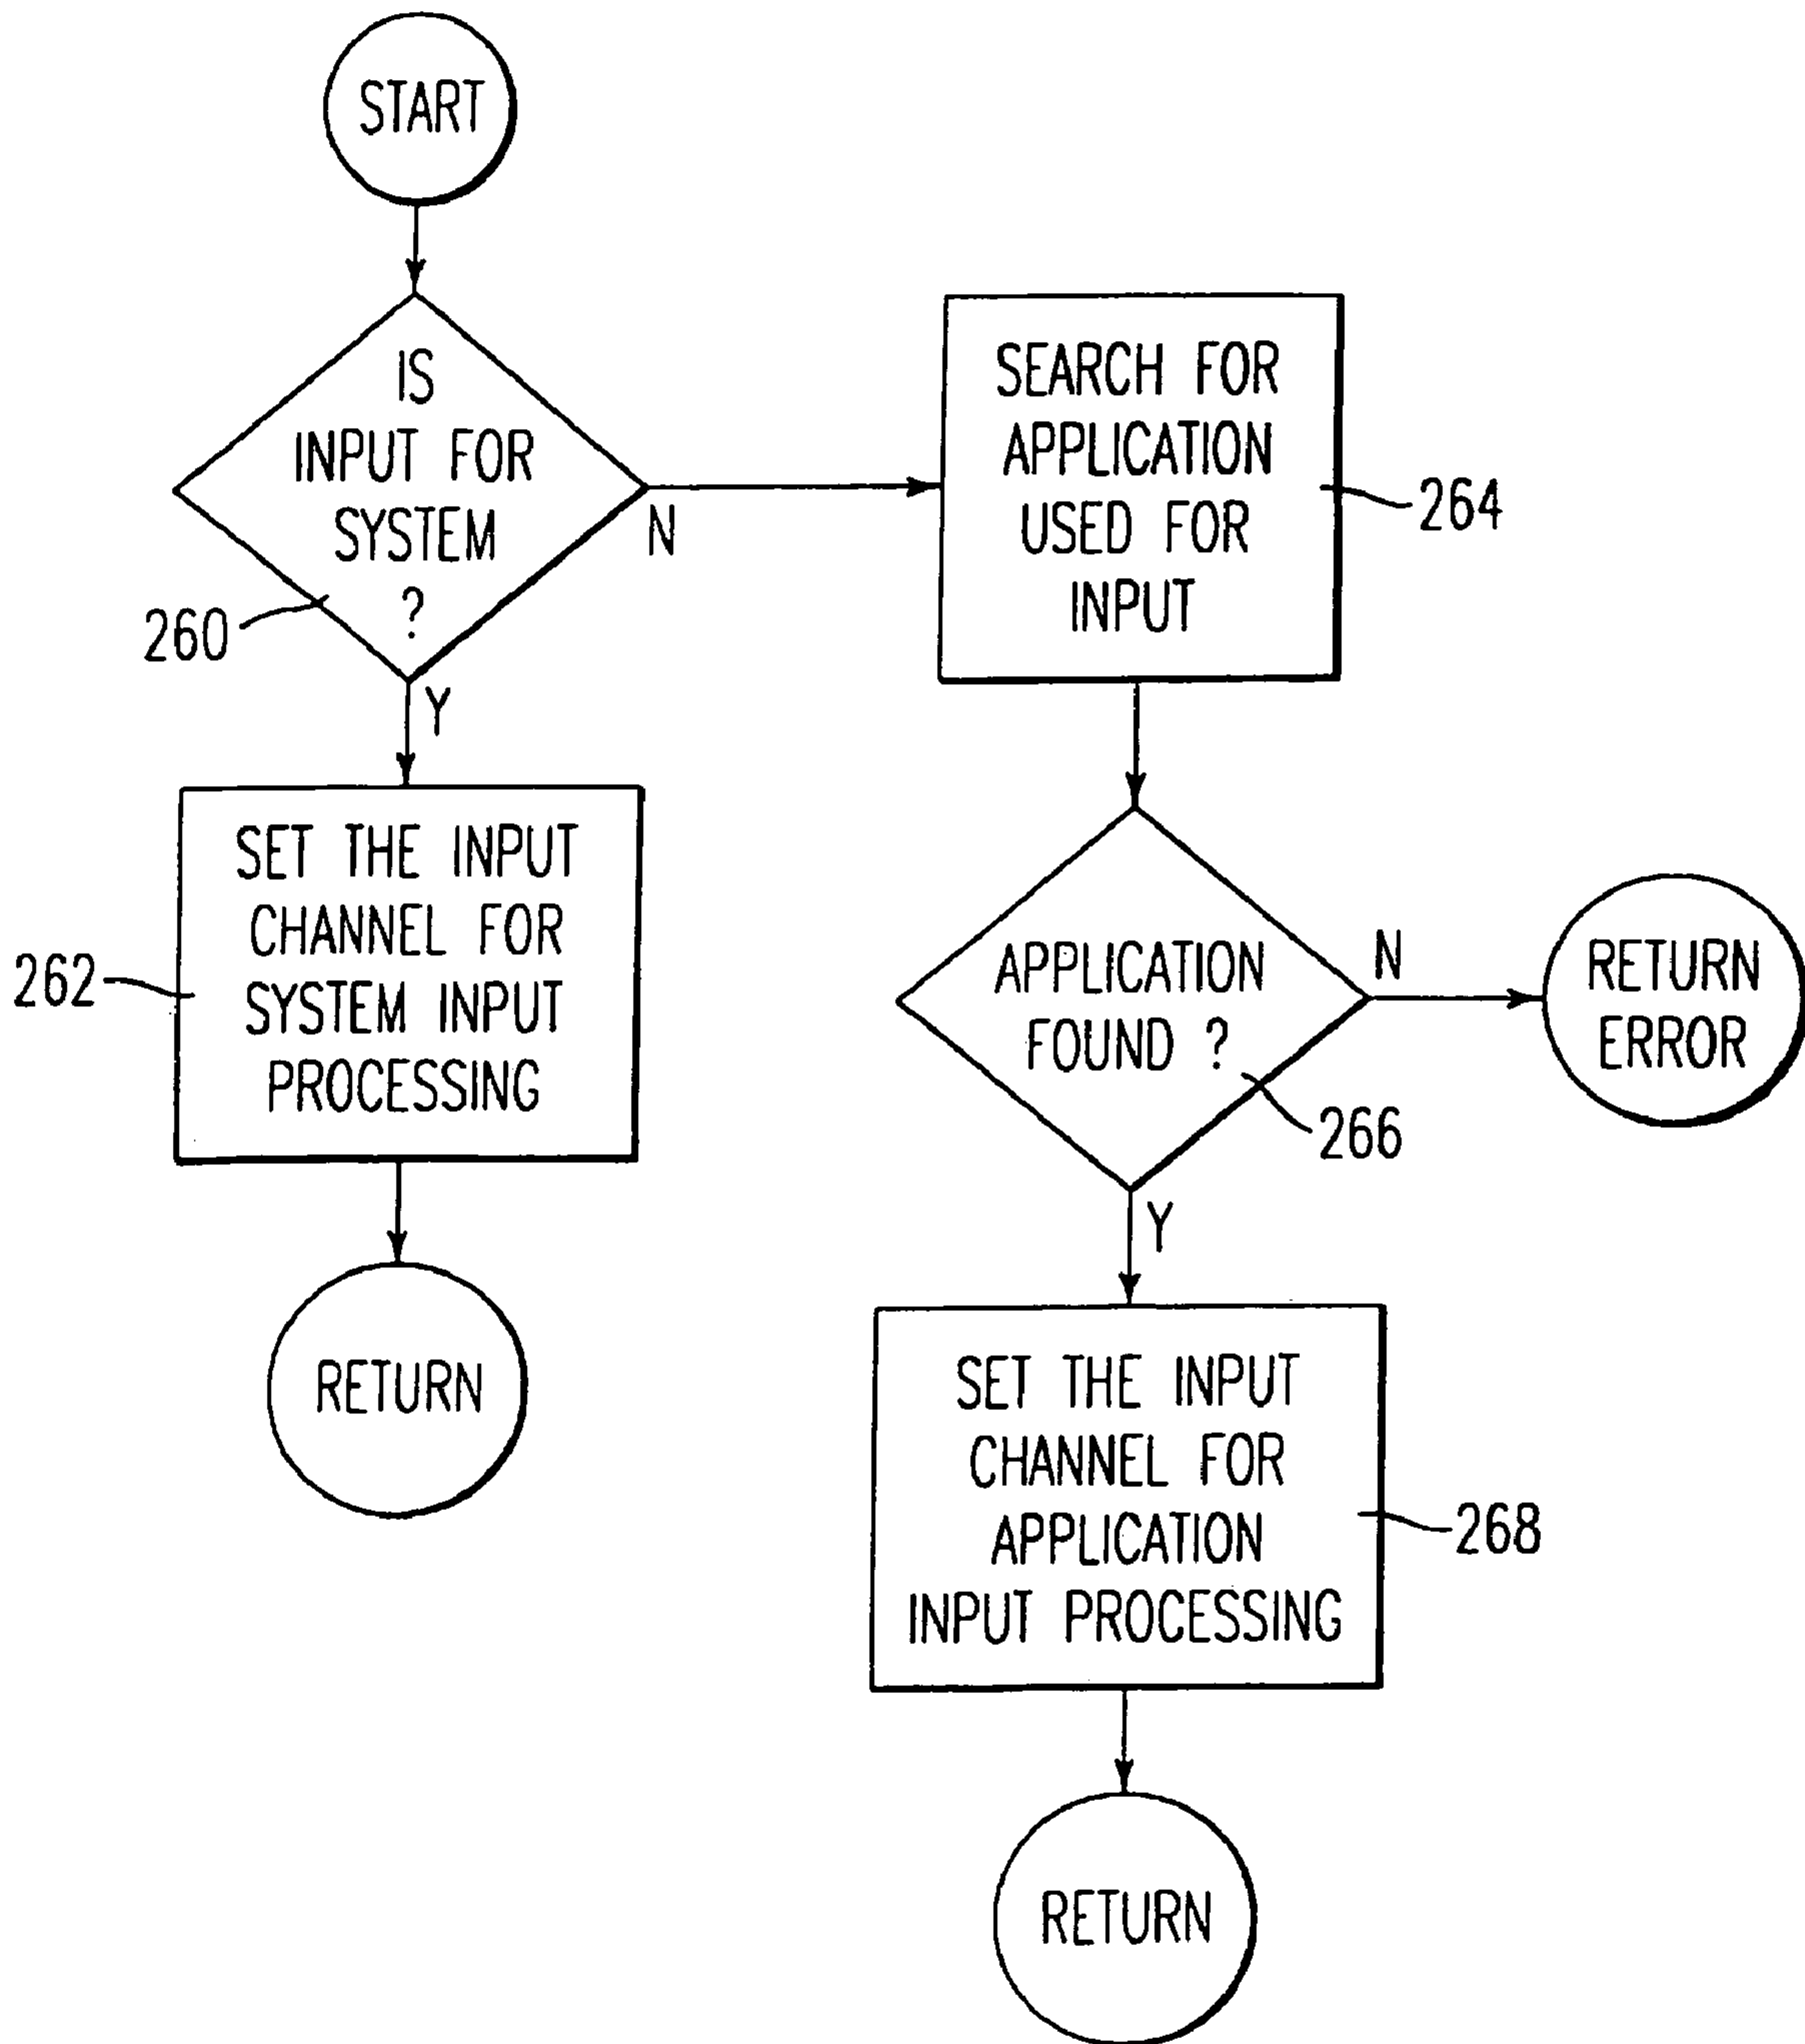 START
IS
INPUT FOR
SYSTEM
?
260
N
Y
SET THE INPUT
CHANNEL FOR
SYSTEM INPUT
PROCESSING
262
RETURN
SEARCH FOR
APPLICATION
USED FOR
INPUT
264
APPLICATION
FOUND ?
266
N
RETURN
ERROR
Y
SET THE INPUT
CHANNEL FOR
APPLICATION
INPUT PROCESSING
268
RETURN